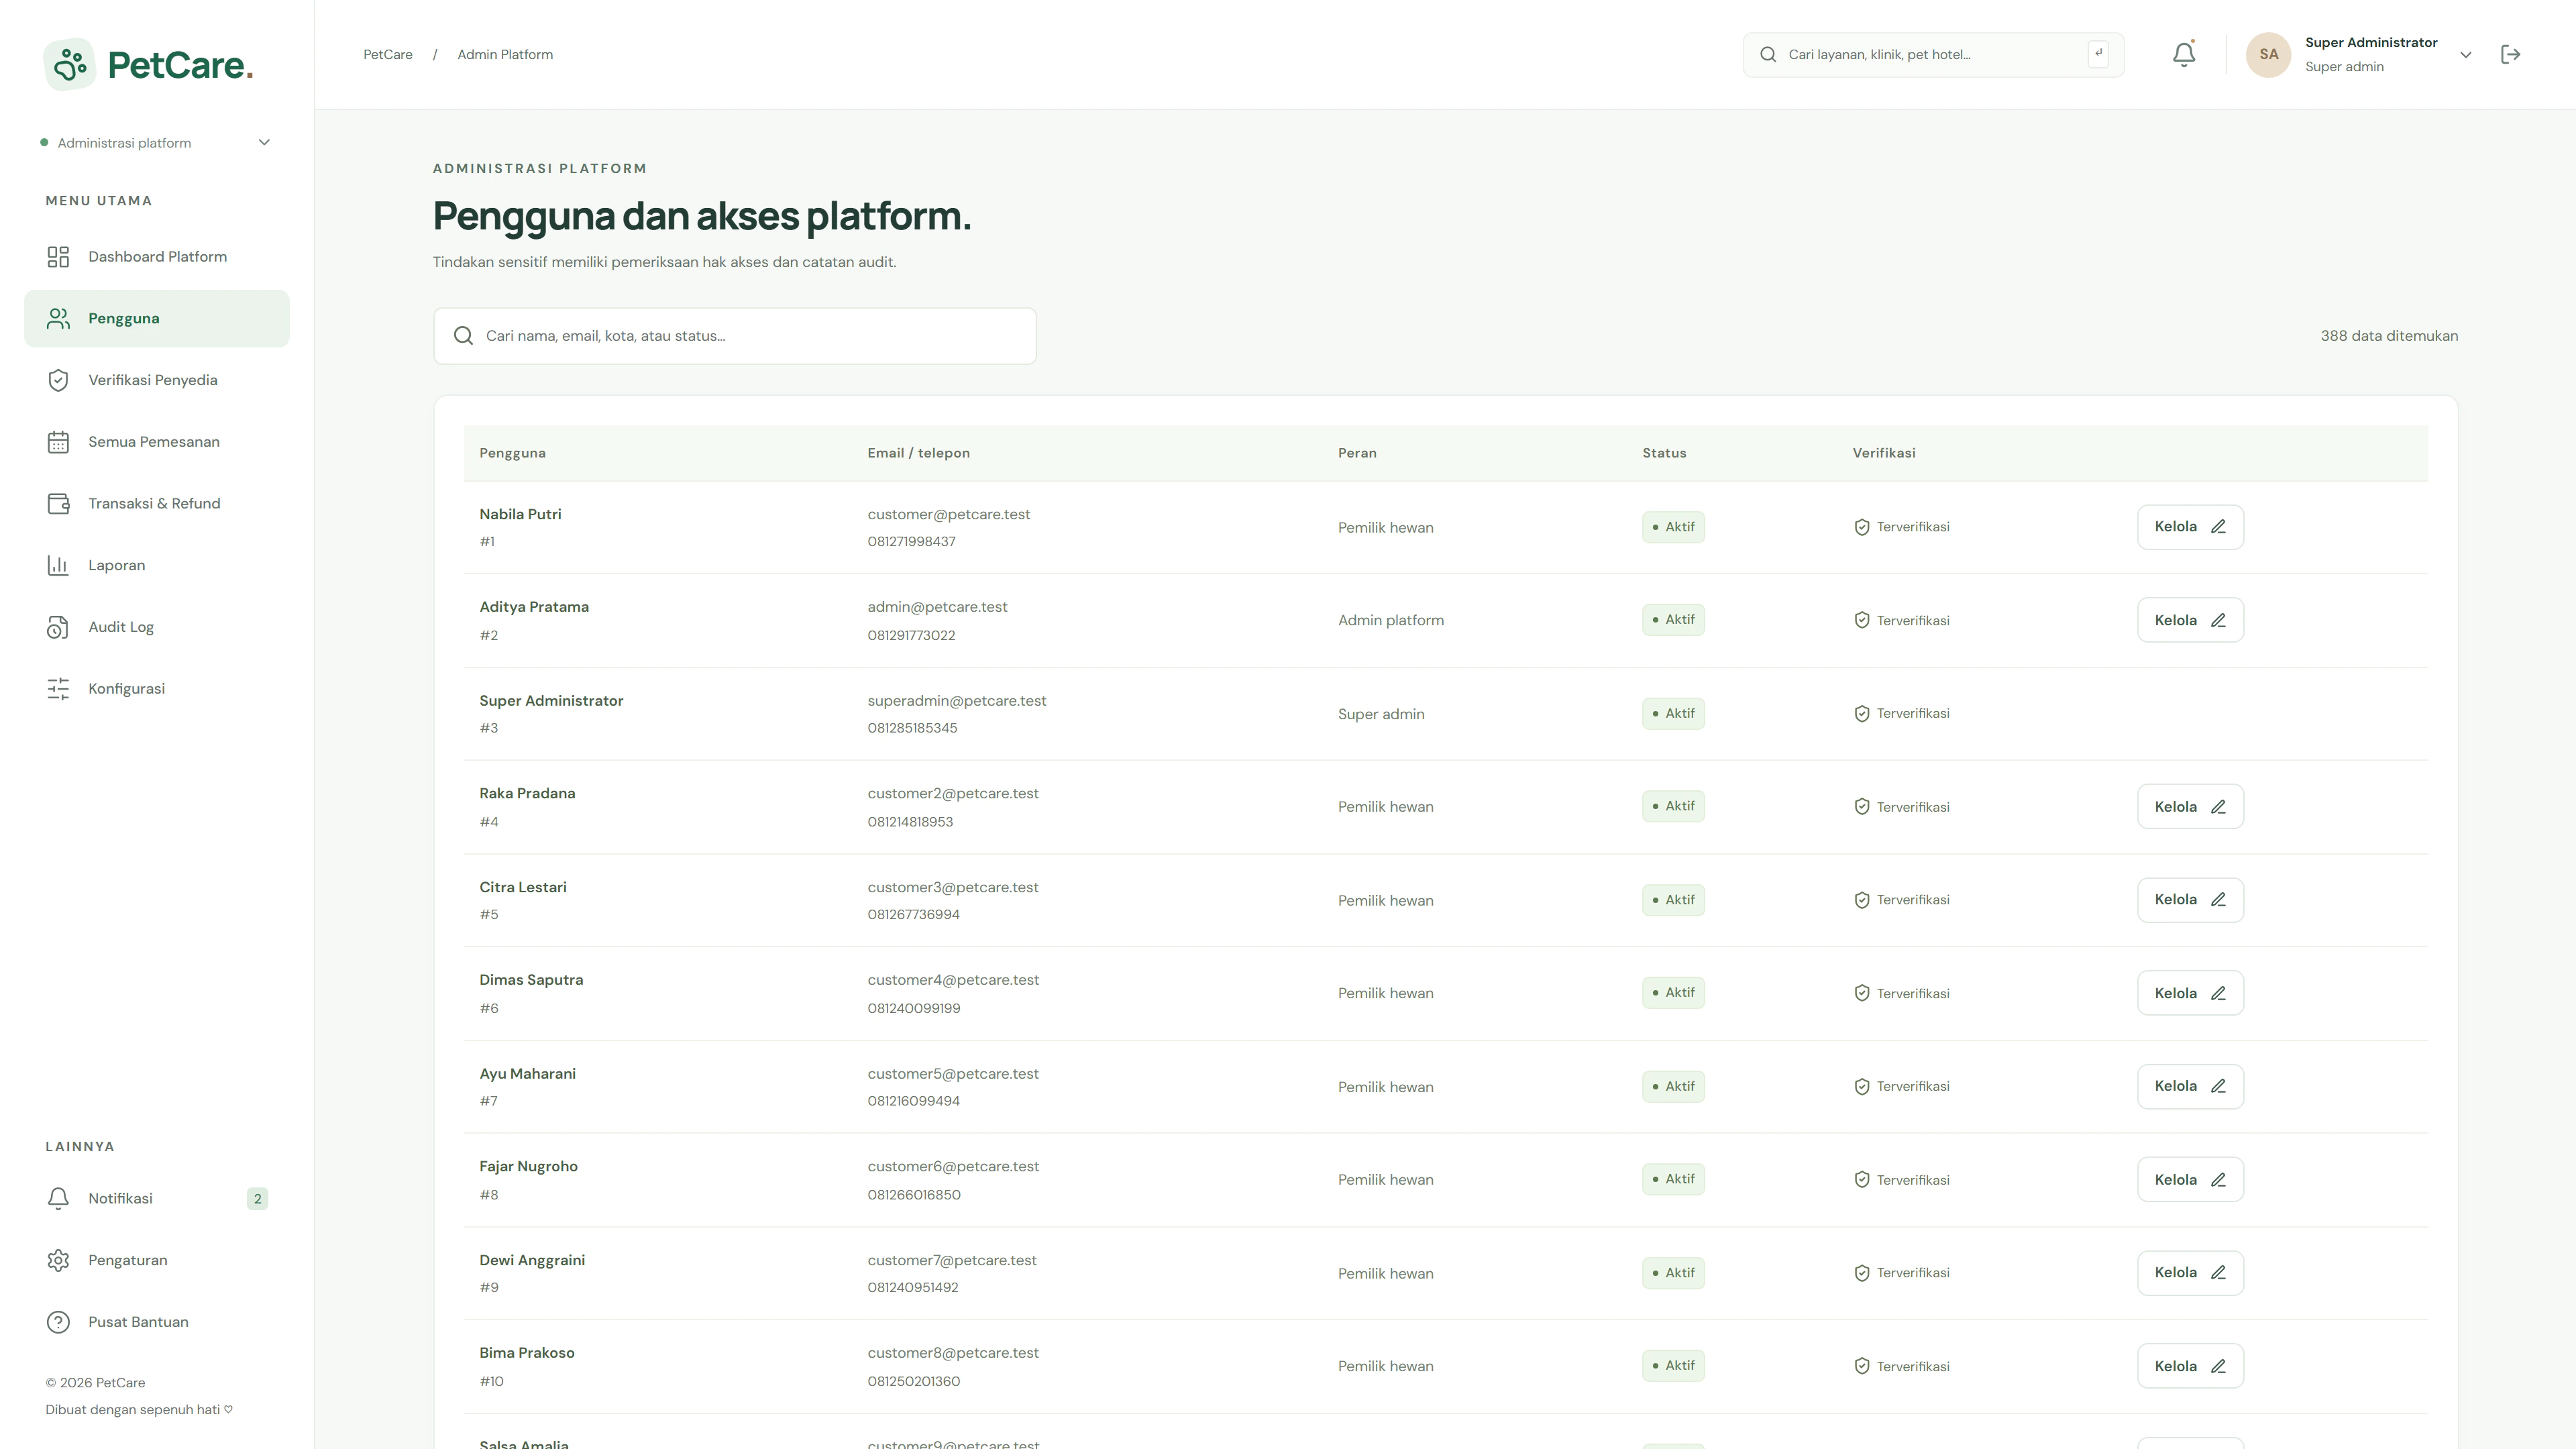 PetCare.
Administrasi platform
MENU UTAMA
Dashboard Platform
Pengguna
Verifikasi Penyedia
Semua Pemesanan
Transaksi & Refund
Laporan
Audit Log
Konfigurasi
LAINNYA
Notifikasi 2
Pengaturan
Pusat Bantuan
© 2026 PetCare
Dibuat dengan sepenuh hati ♡
PetCare / Admin Platform
Cari layanan, klinik, pet hotel... ↵
SA
Super Administrator
Super admin
ADMINISTRASI PLATFORM
Pengguna dan akses platform.
Tindakan sensitif memiliki pemeriksaan hak akses dan catatan audit.
Cari nama, email, kota, atau status...
388 data ditemukan
Pengguna Email / telepon Peran Status Verifikasi
Nabila Putri customer@petcare.test Pemilik hewan Aktif Terverifikasi Kelola
#1 081271998437
Aditya Pratama admin@petcare.test Admin platform Aktif Terverifikasi Kelola
#2 081291773022
Super Administrator superadmin@petcare.test Super admin Aktif Terverifikasi
#3 081285185345
Raka Pradana customer2@petcare.test Pemilik hewan Aktif Terverifikasi Kelola
#4 081214818953
Citra Lestari customer3@petcare.test Pemilik hewan Aktif Terverifikasi Kelola
#5 081267736994
Dimas Saputra customer4@petcare.test Pemilik hewan Aktif Terverifikasi Kelola
#6 081240099199
Ayu Maharani customer5@petcare.test Pemilik hewan Aktif Terverifikasi Kelola
#7 081216099494
Fajar Nugroho customer6@petcare.test Pemilik hewan Aktif Terverifikasi Kelola
#8 081266016850
Dewi Anggraini customer7@petcare.test Pemilik hewan Aktif Terverifikasi Kelola
#9 081240951492
Bima Prakoso customer8@petcare.test Pemilik hewan Aktif Terverifikasi Kelola
#10 081250201360
Salsa Amalia customer9@petcare.test